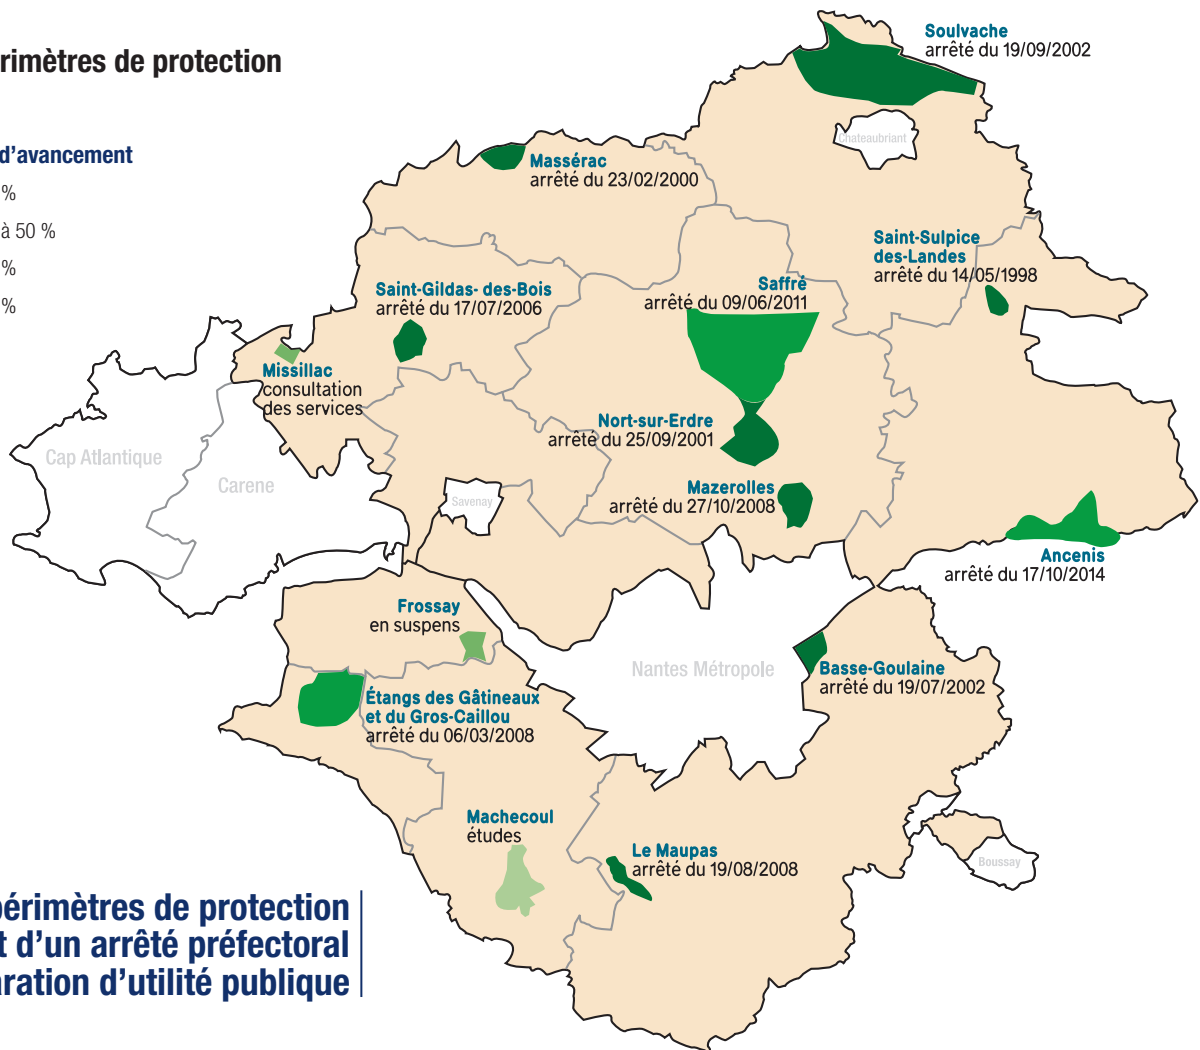 rimètres de protection
d'avancement
%
à 50 %
%
%
Soulvache
arrêté du 19/09/2002
Chateaubriant
Massérac
arrêté du 23/02/2000
Saint-Sulpice
des-Landes
arrêté du 14/05/1998
Saint-Gildas- des-Bois
arrêté du 17/07/2006
Saffré
arrêté du 09/06/2011
Missillac
consultation
des services
Nort-sur-Erdre
arrêté du 25/09/2001
Cap Atlantique
Carene
Savenay
Mazerolles
arrêté du 27/10/2008
Ancenis
arrêté du 17/10/2014
Frossay
en suspens
Nantes Métropole
Basse-Goulaine
arrêté du 19/07/2002
Étangs des Gâtineaux
et du Gros-Caillou
arrêté du 06/03/2008
Machecoul
études
Le Maupas
arrêté du 19/08/2008
Boussay
périmètres de protection
t d'un arrêté préfectoral
aration d'utilité publique